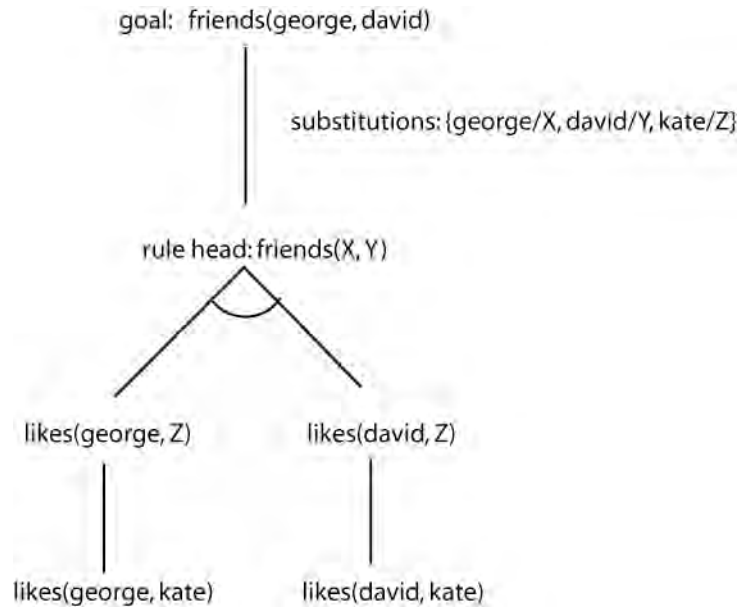 goal: friends(george, david)
substitutions: {george/X, david/Y, kate/Z}
rule head: friends(X, Y)
likes(george, Z) likes(david, Z)
likes(george, kate) likes(david, kate)